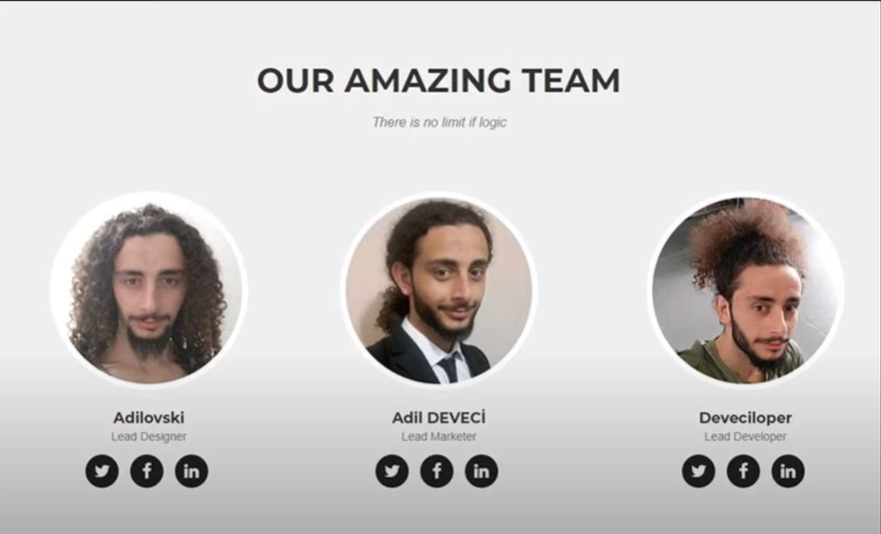 OUR AMAZING TEAM
There is no limit if logic
Adilovski
Lead Designer
Adil DEVECİ
Lead Marketer
Deveciloper
Lead Developer